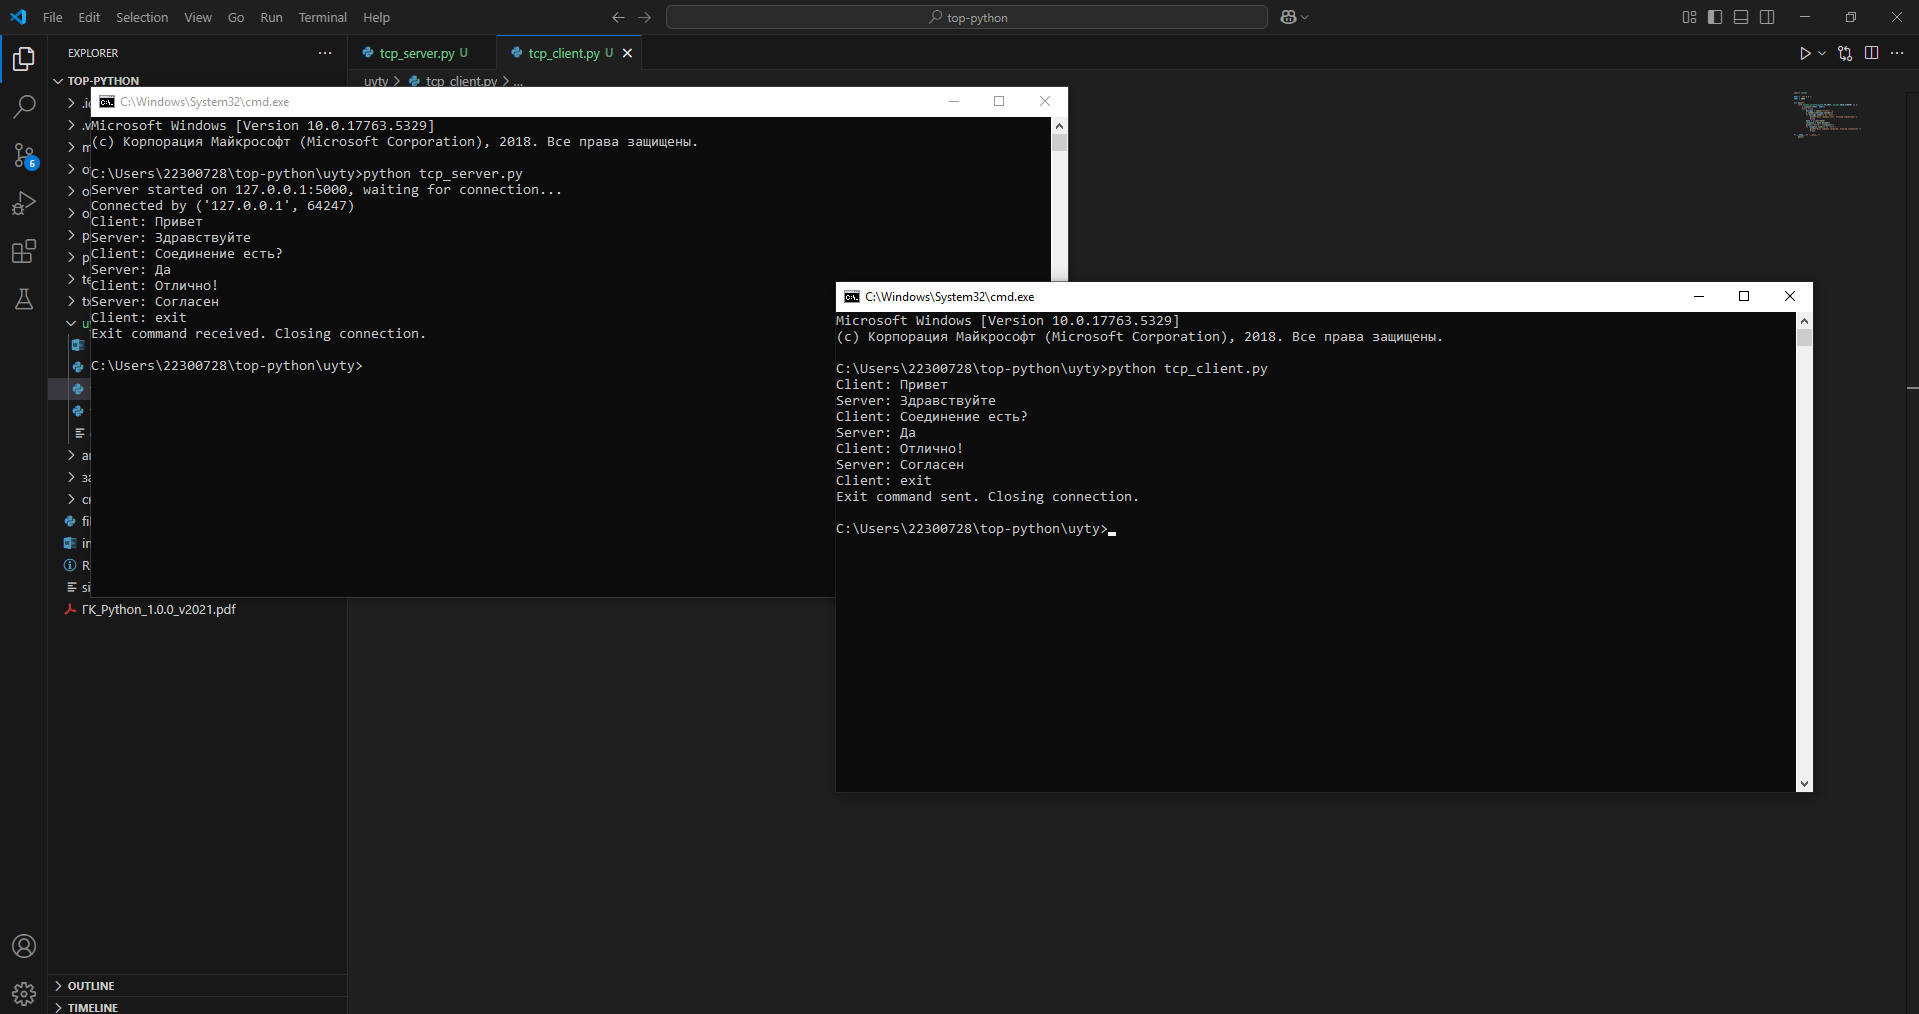 File Edit Selection View Go Run Terminal Help
top-python
EXPLORER
tcp_server.py U
tcp_client.py U
TOP-PYTHON
uyty > tcp_client.py > ...
6
ГК_Python_1.0.0_v2021.pdf
OUTLINE
TIMELINE
C:\Windows\System32\cmd.exe
Microsoft Windows [Version 10.0.17763.5329]
(c) Корпорация Майкрософт (Microsoft Corporation), 2018. Все права защищены.
C:\Users\22300728\top-python\uyty>python tcp_server.py
Server started on 127.0.0.1:5000, waiting for connection...
Connected by ('127.0.0.1', 64247)
Client: Привет
Server: Здравствуйте
Client: Соединение есть?
Server: Да
Client: Отлично!
Server: Согласен
Client: exit
Exit command received. Closing connection.
C:\Users\22300728\top-python\uyty>
C:\Windows\System32\cmd.exe
Microsoft Windows [Version 10.0.17763.5329]
(c) Корпорация Майкрософт (Microsoft Corporation), 2018. Все права защищены.
C:\Users\22300728\top-python\uyty>python tcp_client.py
Client: Привет
Server: Здравствуйте
Client: Соединение есть?
Server: Да
Client: Отлично!
Server: Согласен
Client: exit
Exit command sent. Closing connection.
C:\Users\22300728\top-python\uyty>